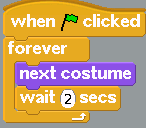 when clicked
forever
next costume
wait 2 secs